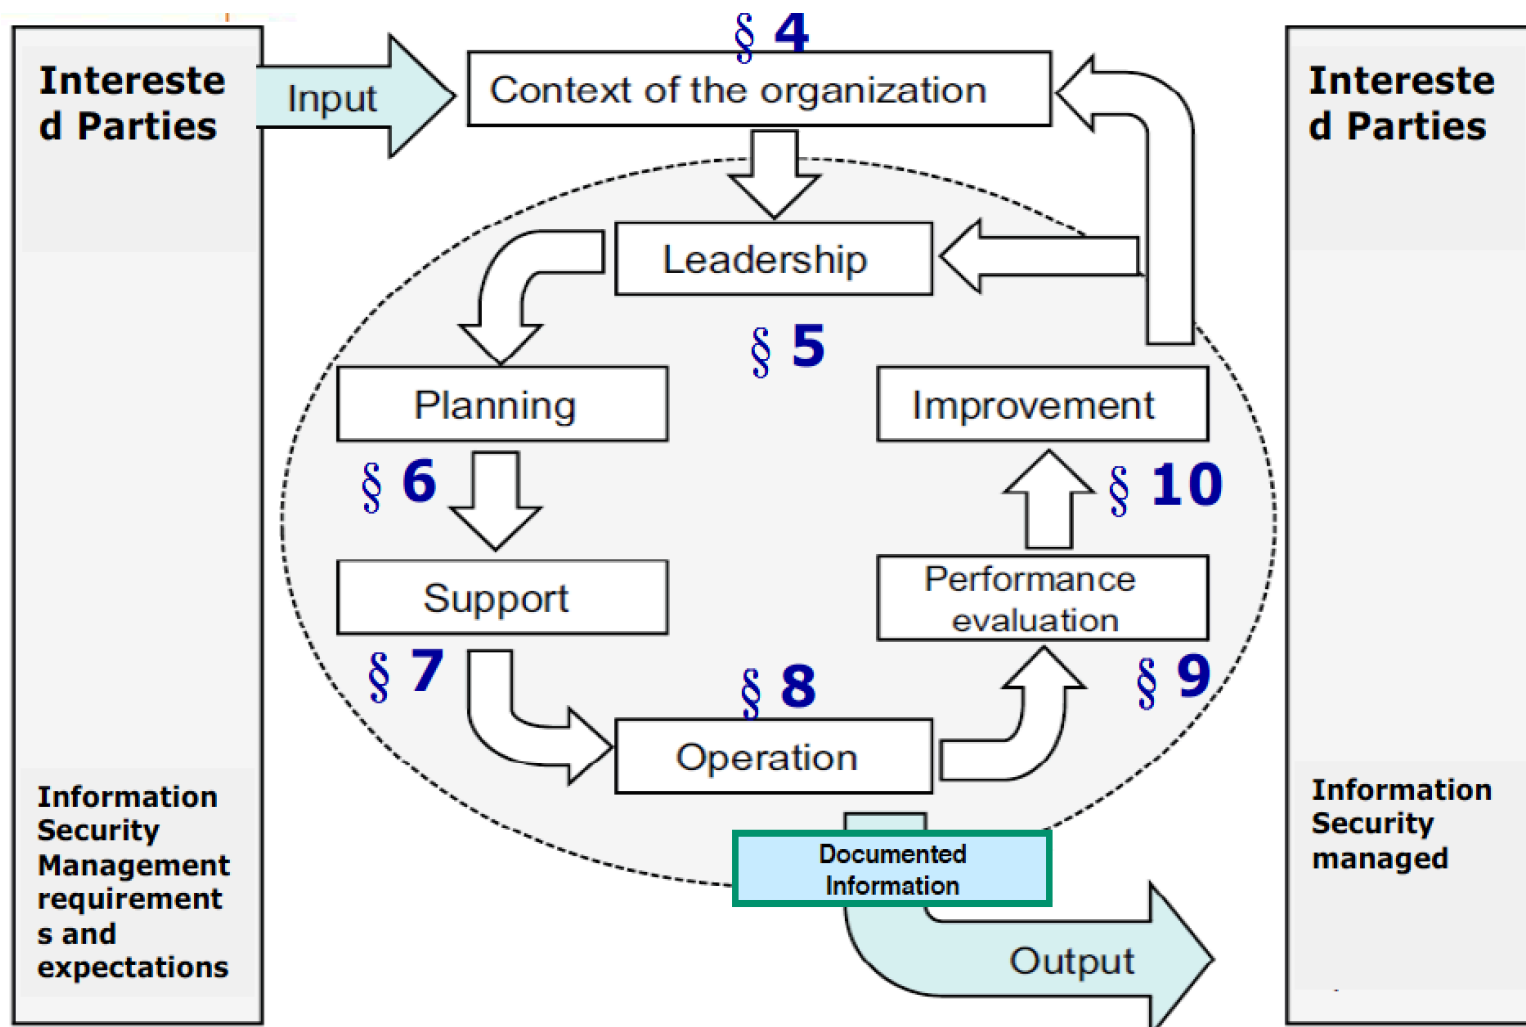 Intereste
d Parties
Information
Security
Management
requirement
s and
expectations
Input
§ 4
Context of the organization
Leadership
§ 5
Planning
§ 6
Support
§ 7
§ 8
Operation
Improvement
§ 10
Performance
evaluation
§ 9
Documented
Information
Output
Intereste
d Parties
Information
Security
managed